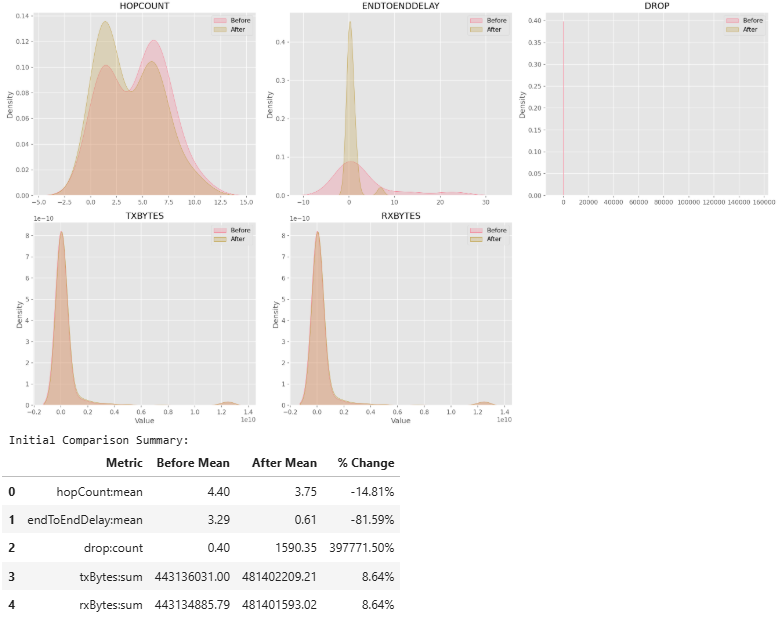 HOPCOUNT
ENDTOENDDELAY
DROP
Before
After
Before
After
Before
After
Density
0.14
0.12
0.10
0.08
0.06
0.04
0.02
0.00
−5.0 −2.5 0.0 2.5 5.0 7.5 10.0 12.5 15.0
Density
0.4
0.3
0.2
0.1
0.0
−10 0 10 20 30
Density
0.40
0.35
0.30
0.25
0.20
0.15
0.10
0.05
0.00
0 20000 40000 60000 80000 100000 120000 140000 160000
TXBYTES
RXBYTES
1e−10
Before
After
Density
8
7
6
5
4
3
2
1
0
−0.2 0.0 0.2 0.4 0.6 0.8 1.0 1.2 1.4
1e10
Value
1e−10
Before
After
Density
8
7
6
5
4
3
2
1
0
−0.2 0.0 0.2 0.4 0.6 0.8 1.0 1.2 1.4
1e10
Value
Initial Comparison Summary:
Metric Before Mean After Mean % Change
0 hopCount:mean 4.40 3.75 -14.81%
1 endToEndDelay:mean 3.29 0.61 -81.59%
2 drop:count 0.40 1590.35 397771.50%
3 txBytes:sum 443136031.00 481402209.21 8.64%
4 rxBytes:sum 443134885.79 481401593.02 8.64%